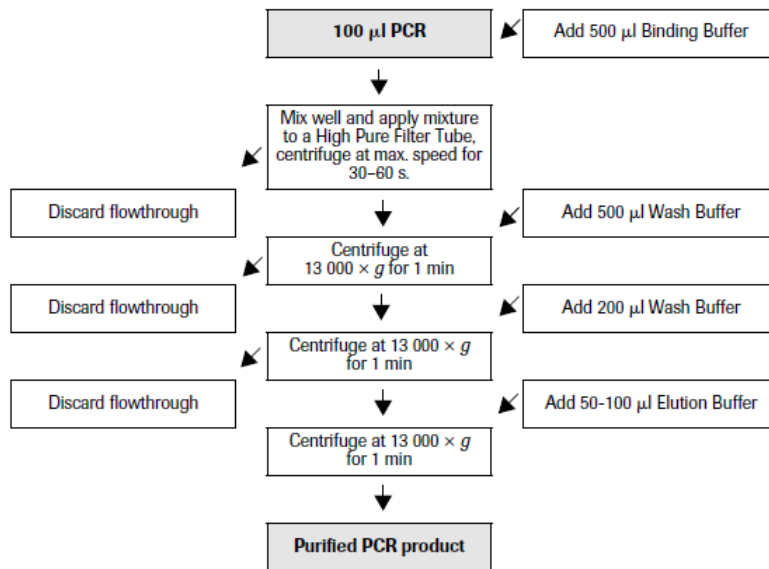 100 µl PCR
Add 500 µl Binding Buffer
Mix well and apply mixture
to a High Pure Filter Tube,
centrifuge at max. speed for
30–60 s.
Discard flowthrough
Add 500 µl Wash Buffer
Centrifuge at
13 000 × g for 1 min
Discard flowthrough
Add 200 µl Wash Buffer
Centrifuge at 13 000 × g
for 1 min
Discard flowthrough
Add 50-100 µl Elution Buffer
Centrifuge at 13 000 × g
for 1 min
Purified PCR product